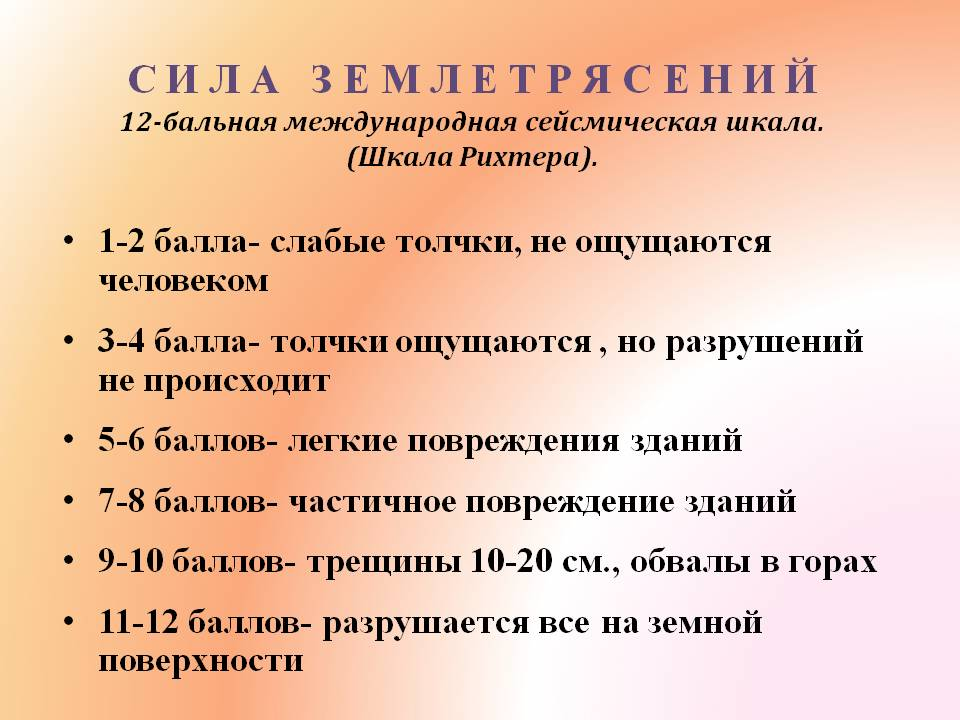 СИЛА ЗЕМЛЕТРЯСЕНИЙ
12-бальная международная сейсмическая шкала.
(Шкала Рихтера).
• 1-2 балла- слабые толчки, не ощущаются
человеком
• 3-4 балла- толчки ощущаются , но разрушений
не происходит
• 5-6 баллов- легкие повреждения зданий
• 7-8 баллов- частичное повреждение зданий
• 9-10 баллов- трещины 10-20 см., обвалы в горах
• 11-12 баллов- разрушается все на земной
поверхности